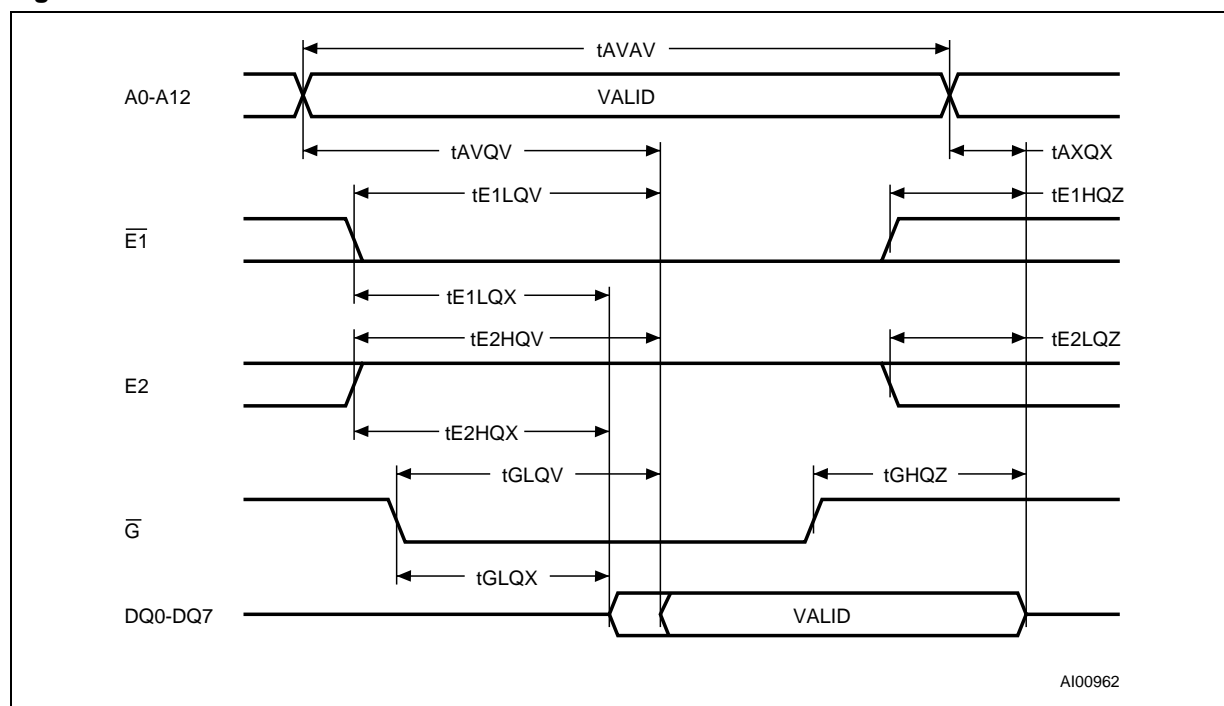 tAVAV
A0-A12
VALID
tAVQV
tAXQX
tE1LQV
tE1HQZ
E1
tE1LQX
tE2HQV
tE2LQZ
E2
tE2HQX
tGLQV
tGHQZ
G
tGLQX
DQ0-DQ7
VALID
AI00962